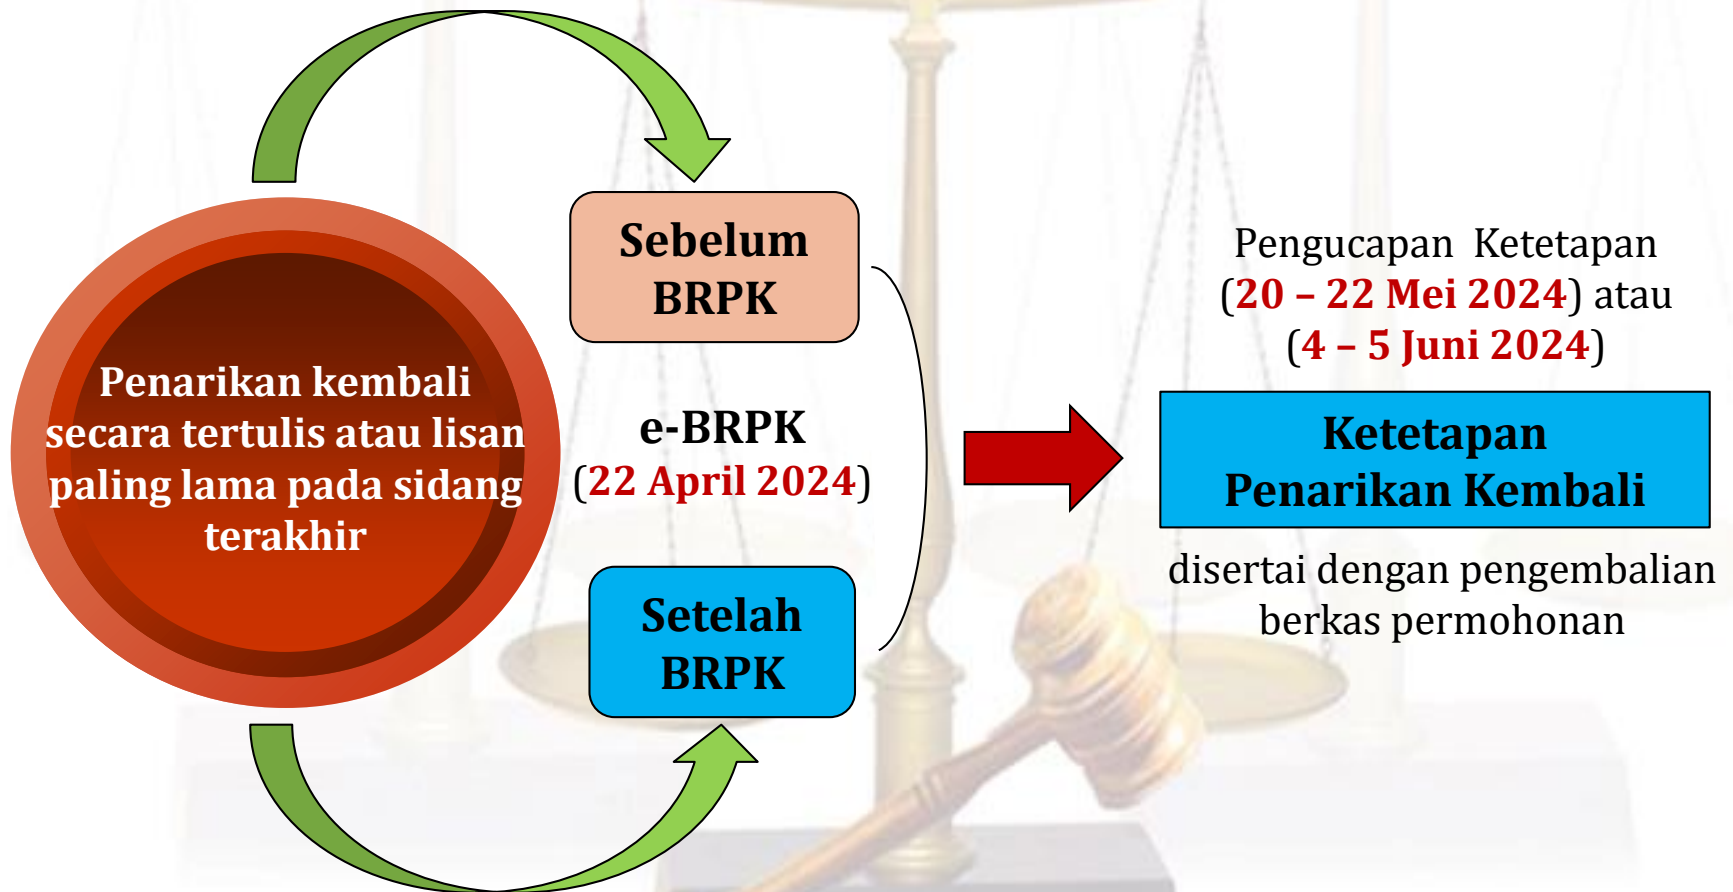 Penarikan kembali
secara tertulis atau lisan
paling lama pada sidang
terakhir
Sebelum
BRPK
e-BRPK
(22 April 2024)
Setelah
BRPK
Pengucapan Ketetapan
(20 – 22 Mei 2024) atau
(4 – 5 Juni 2024)
Ketetapan
Penarikan Kembali
disertai dengan pengembalian
berkas permohonan